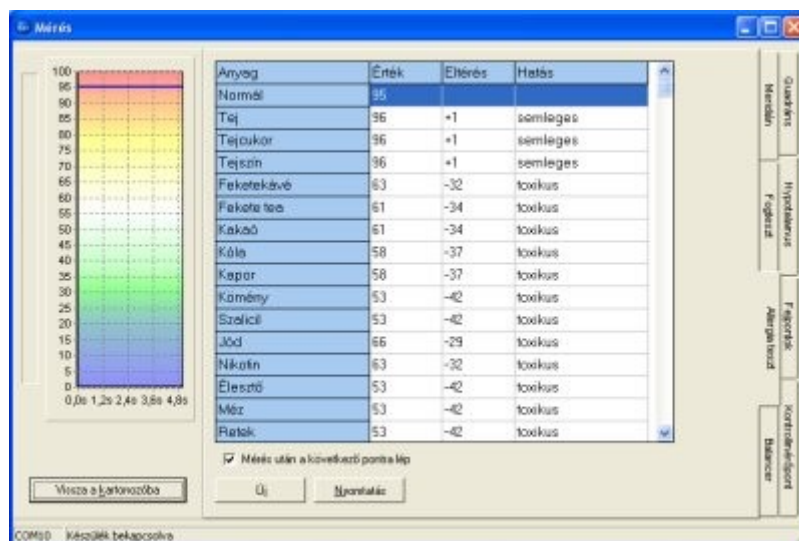 Mérés
100
95
90
85
80
75
70
65
60
55
50
45
40
35
30
25
20
15
10
5
0
0,0s 1,2s 2,4s 3,6s 4,8s
Anyag Érték Eltérés Hatás
Normál 95
Tej 96 +1 semleges
Tejcukor 96 +1 semleges
Tejszín 96 +1 semleges
Feketekávé 63 -32 toxikus
Fekete tea 61 -34 toxikus
Kakaó 61 -34 toxikus
Kóla 58 -37 toxikus
Kapor 58 -37 toxikus
Kömény 53 -42 toxikus
Szalicil 53 -42 toxikus
Jód 66 -29 toxikus
Nikotin 63 -32 toxikus
Élesztő 53 -42 toxikus
Méz 53 -42 toxikus
Retek 53 -42 toxikus
Mérés után a következő pontra lép
Új Nyomtatás
Vissza a kartonozóba
Quadráns
Meridián
Hypotalamus
Fogteszt
Fejpontok
Allergia teszt
Kontrollmérőpont
Balancer
COM10 Készülék bekapcsolva